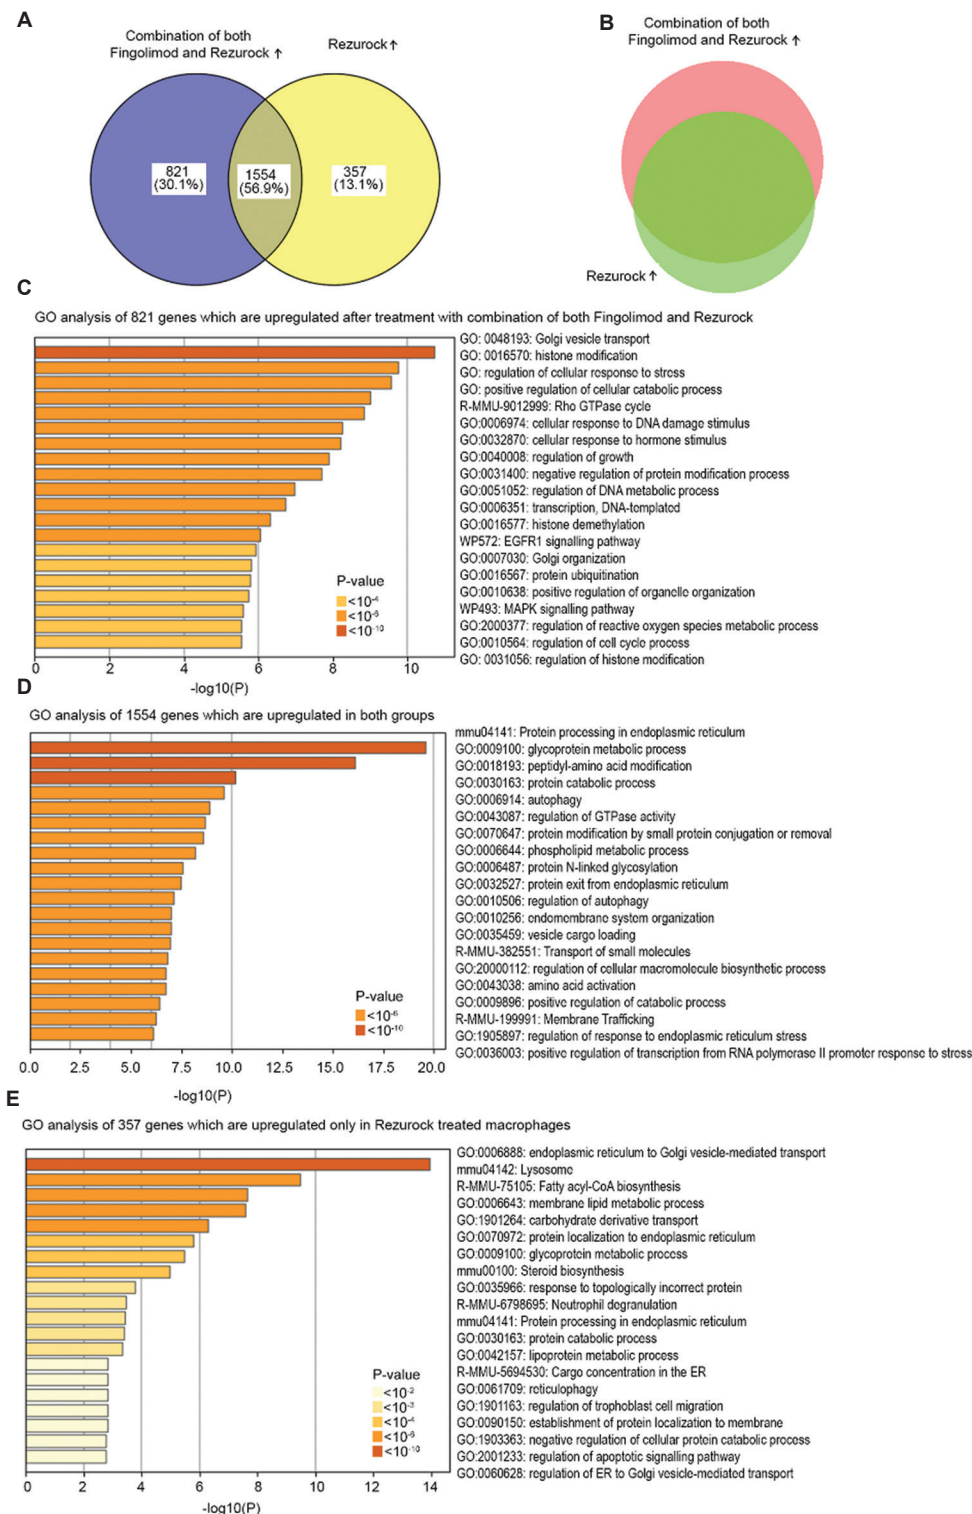 A
Combination of both
Fingolimod and Rezurock ↑
Rezurock ↑
821
(30.1%)
1554
(56.9%)
357
(13.1%)
B
Combination of both
Fingolimod and Rezurock ↑
Rezurock ↑
C
GO analysis of 821 genes which are upregulated after treatment with combination of both Fingolimod and Rezurock
GO: 0048193: Golgi vesicle transport
GO: 0016570: histone modification
GO: regulation of cellular response to stress
GO: positive regulation of cellular catabolic process
R-MMU-9012999: Rho GTPase cycle
GO:0006974: cellular response to DNA damage stimulus
GO:0032870: cellular response to hormone stimulus
GO:0040008: regulation of growth
GO:0031400: negative regulation of protein modification process
GO:0051052: regulation of DNA metabolic process
GO:0006351: transcription, DNA-templated
GO:0016577: histone demethylation
WP572: EGFR1 signalling pathway
GO:0007030: Golgi organization
GO:0016567: protein ubiquitination
GO:0010638: positive regulation of organelle organization
WP493: MAPK signalling pathway
GO:2000377: regulation of reactive oxygen species metabolic process
GO:0010564: regulation of cell cycle process
GO: 0031056: regulation of histone modification
P-value
<10-4
<10-6
<10-10
0 2 4 6 8 10
-log10(P)
D
GO analysis of 1554 genes which are upregulated in both groups
mmu04141: Protein processing in endoplasmic reticulum
GO:0009100: glycoprotein metabolic process
GO:0018193: peptidyl-amino acid modification
GO:0030163: protein catabolic process
GO:0006914: autophagy
GO:0043087: regulation of GTPase activity
GO:0070647: protein modification by small protein conjugation or removal
GO:0006644: phospholipid metabolic process
GO:0006487: protein N-linked glycosylation
GO:0032527: protein exit from endoplasmic reticulum
GO:0010506: regulation of autophagy
GO:0010256: endomembrane system organization
GO:0035459: vesicle cargo loading
R-MMU-382551: Transport of small molecules
GO:20000112: regulation of cellular macromolecule biosynthetic process
GO:0043038: amino acid activation
GO:0009896: positive regulation of catabolic process
R-MMU-199991: Membrane Trafficking
GO:1905897: regulation of response to endoplasmic reticulum stress
GO:0036003: positive regulation of transcription from RNA polymerase II promoter response to stress
P-value
<10-6
<10-10
0.0 2.5 5.0 7.5 10.0 12.5 15.0 17.5 20.0
-log10(P)
E
GO analysis of 357 genes which are upregulated only in Rezurock treated macrophages
GO:0006888: endoplasmic reticulum to Golgi vesicle-mediated transport
mmu04142: Lysosome
R-MMU-75105: Fatty acyl-CoA biosynthesis
GO:0006643: membrane lipid metabolic process
GO:1901264: carbohydrate derivative transport
GO:0070972: protein localization to endoplasmic reticulum
GO:0009100: glycoprotein metabolic process
mmu00100: Steroid biosynthesis
GO:0035966: response to topologically incorrect protein
R-MMU-6798695: Neutrophil degranulation
mmu04141: Protein processing in endoplasmic reticulum
GO:0030163: protein catabolic process
GO:0042157: lipoprotein metabolic process
R-MMU-5694530: Cargo concentration in the ER
GO:0061709: reticulophagy
GO:1901163: regulation of trophoblast cell migration
GO:0090150: establishment of protein localization to membrane
GO:1903363: negative regulation of cellular protein catabolic process
GO:2001233: regulation of apoptotic signalling pathway
GO:0060628: regulation of ER to Golgi vesicle-mediated transport
P-value
<10-2
<10-3
<10-4
<10-6
<10-10
0 2 4 6 8 10 12 14
-log10(P)